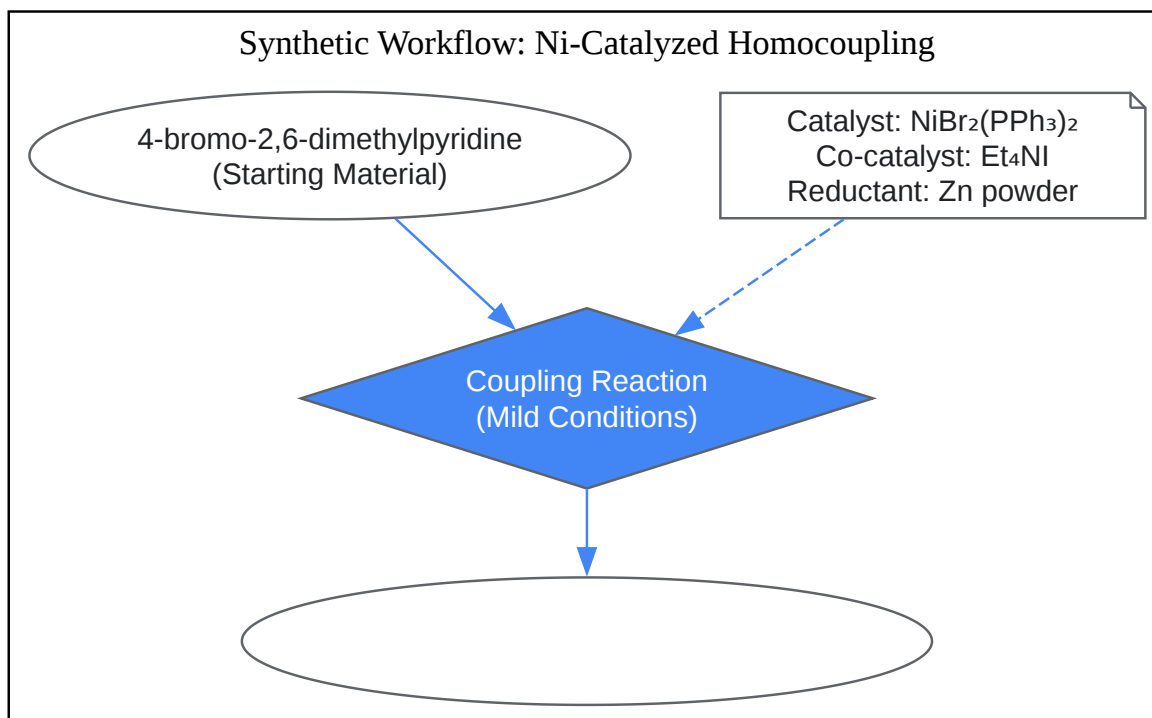 Synthetic Workflow: Ni-Catalyzed Homocoupling
4-bromo-2,6-dimethylpyridine
(Starting Material)
Catalyst: NiBr₂(PPh₃)₂
Co-catalyst: Et₄NI
Reductant: Zn powder
Coupling Reaction
(Mild Conditions)